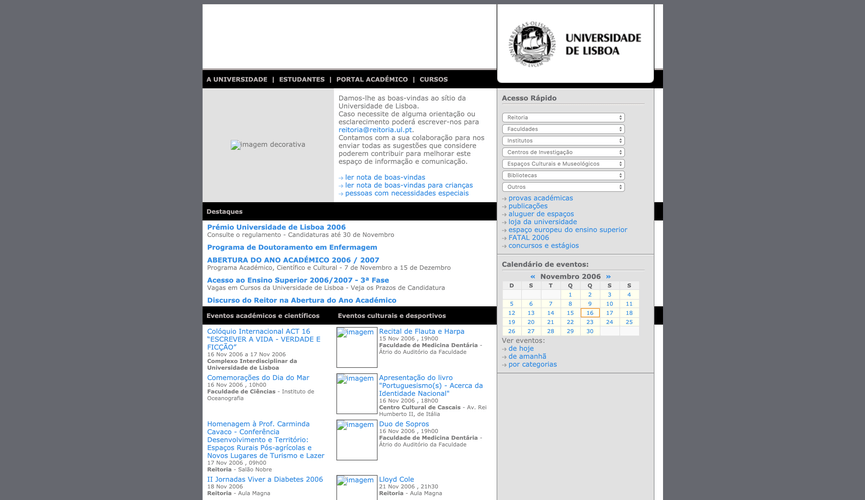 UNIVERSIDADE
DE LISBOA
A UNIVERSIDADE | ESTUDANTES | PORTAL ACADÉMICO | CURSOS
imagem decorativa
Damos-lhe as boas-vindas ao sítio da
Universidade de Lisboa.
Caso necessite de alguma orientação ou
esclarecimento poderá escrever-nos para
reitoria@reitoria.ul.pt.
Contamos com a sua colaboração para nos
enviar todas as sugestões que considere
poderem contribuir para melhorar este
espaço de informação e comunicação.
ler nota de boas-vindas
ler nota de boas-vindas para crianças
pessoas com necessidades especiais
Destaques
Prémio Universidade de Lisboa 2006
Consulte o regulamento - Candidaturas até 30 de Novembro
Programa de Doutoramento em Enfermagem
ABERTURA DO ANO ACADÉMICO 2006 / 2007
Programa Académico, Científico e Cultural - 7 de Novembro a 15 de Dezembro
Acesso ao Ensino Superior 2006/2007 - 3ª Fase
Vagas em Cursos da Universidade de Lisboa - Veja os Prazos de Candidatura
Discurso do Reitor na Abertura do Ano Académico
Eventos académicos e científicos
Colóquio Internacional ACT 16
"ESCREVER A VIDA - VERDADE E
FICÇÃO"
16 Nov 2006 a 17 Nov 2006
Complexo Interdisciplinar da
Universidade de Lisboa
Comemorações do Dia do Mar
16 Nov 2006 , 10h00
Faculdade de Ciências - Instituto de
Oceanografia
Homenagem à Prof. Carminda
Cavaco - Conferência
Desenvolvimento e Território:
Espaços Rurais Pós-agrícolas e
Novos Lugares de Turismo e Lazer
17 Nov 2006 , 09h00
Reitoria - Salão Nobre
II Jornadas Viver a Diabetes 2006
18 Nov 2006
Reitoria - Aula Magna
Eventos culturais e desportivos
imagem
Recital de Flauta e Harpa
15 Nov 2006 , 19h00
Faculdade de Medicina Dentária -
Átrio do Auditório da Faculdade
imagem
Apresentação do livro
"Portuguesismo(s) - Acerca da
Identidade Nacional"
16 Nov 2006 , 18h00
Centro Cultural de Cascais - Av. Rei
Humberto II, de Itália
imagem
Duo de Sopros
16 Nov 2006 , 19h00
Faculdade de Medicina Dentária -
Átrio do Auditório da Faculdade
imagem
Lloyd Cole
21 Nov 2006 , 21h30
Reitoria - Aula Magna
Acesso Rápido
Reitoria
Faculdades
Institutos
Centros de Investigação
Espaços Culturais e Museológicos
Bibliotecas
Outros
provas académicas
publicações
aluguer de espaços
loja da universidade
espaço europeu do ensino superior
FATAL 2006
concursos e estágios
Calendário de eventos:
« Novembro 2006 »
D S T Q Q S S
1 2 3 4
5 6 7 8 9 10 11
12 13 14 15 16 17 18
19 20 21 22 23 24 25
26 27 28 29 30
Ver eventos:
de hoje
de amanhã
por categorias